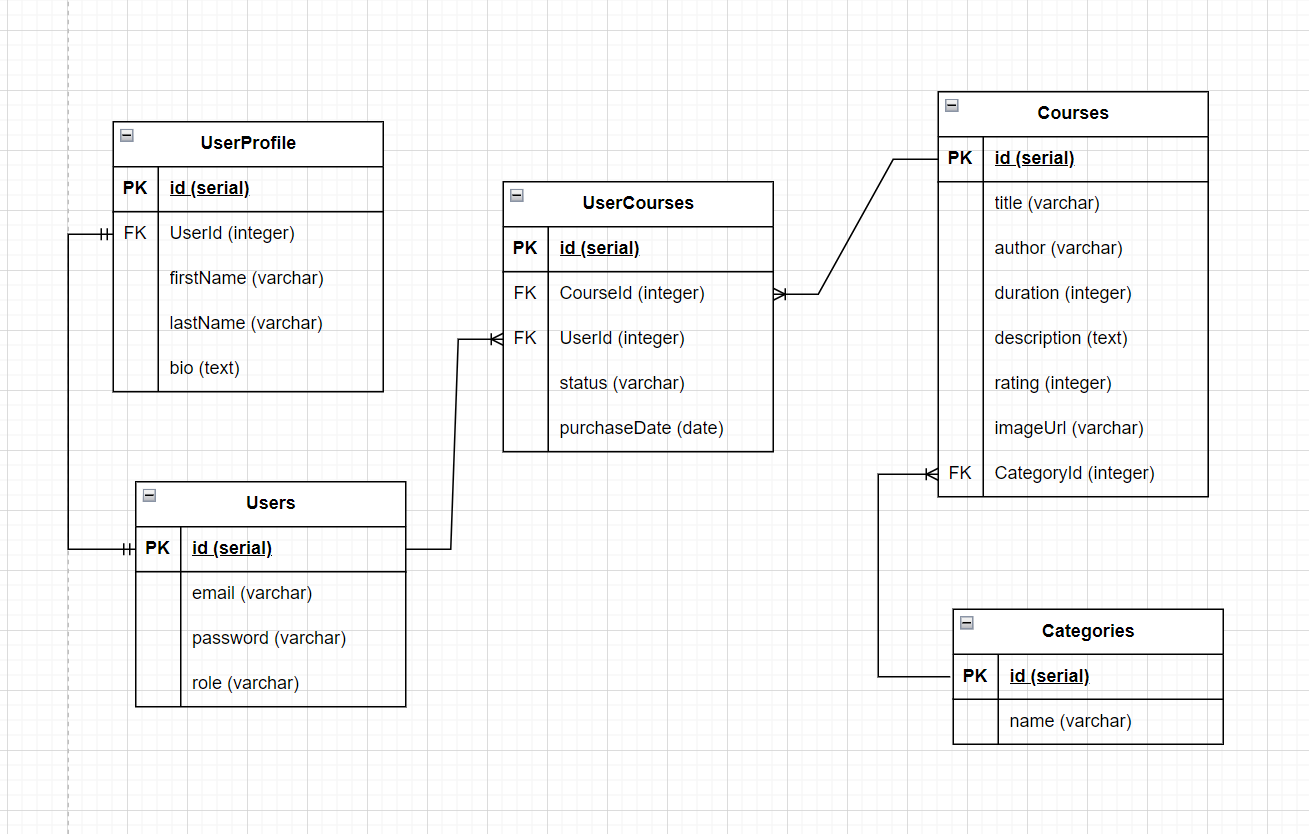 UserProfile
PK id (serial)
FK UserId (integer)
firstName (varchar)
lastName (varchar)
bio (text)
Users
PK id (serial)
email (varchar)
password (varchar)
role (varchar)
UserCourses
PK id (serial)
FK CourseId (integer)
FK UserId (integer)
status (varchar)
purchaseDate (date)
Courses
PK id (serial)
title (varchar)
author (varchar)
duration (integer)
description (text)
rating (integer)
imageUrl (varchar)
FK CategoryId (integer)
Categories
PK id (serial)
name (varchar)